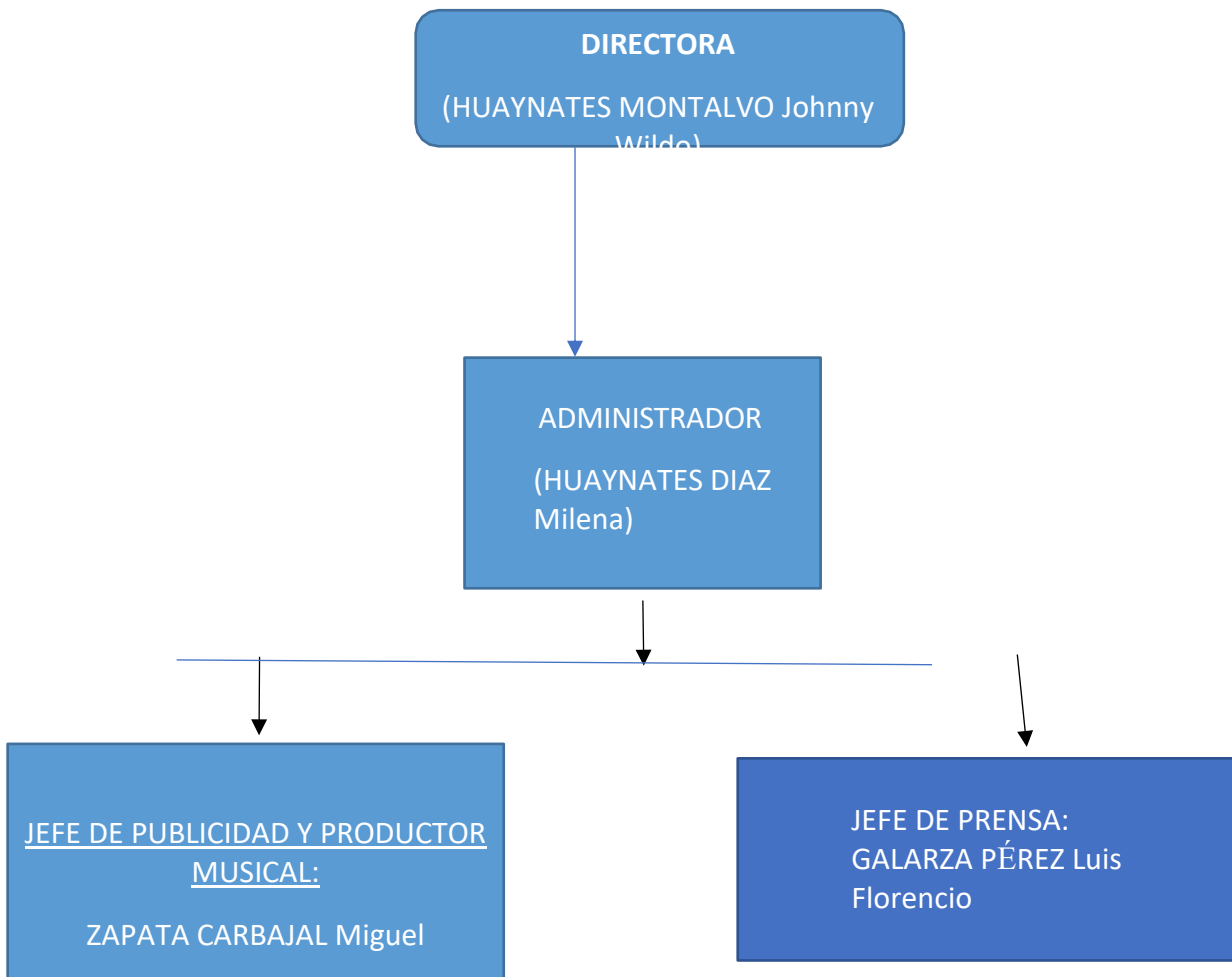 DIRECTORA
(HUAYNATES MONTALVO Johnny
Wildo)
ADMINISTRADOR
(HUAYNATES DIAZ
Milena)
JEFE DE PUBLICIDAD Y PRODUCTOR
MUSICAL:
ZAPATA CARBAJAL Miguel
JEFE DE PRENSA:
GALARZA PÉREZ Luis
Florencio